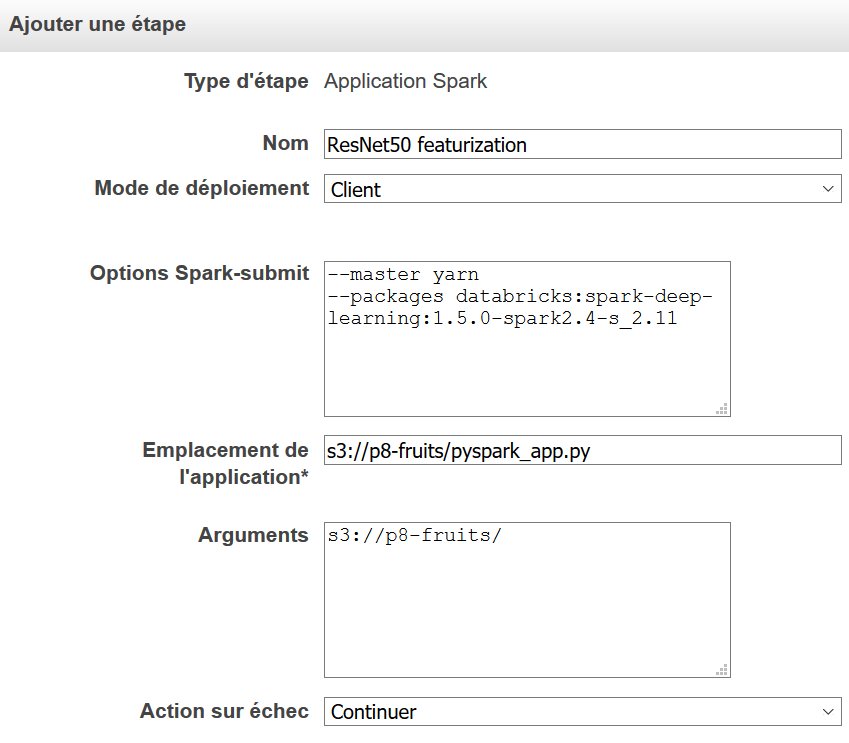 Ajouter une étape
Type d'étape Application Spark
Nom ResNet50 featurization
Mode de déploiement Client
Options Spark-submit --master yarn
--packages databricks:spark-deep-
learning:1.5.0-spark2.4-s_2.11
Emplacement de
l'application* s3://p8-fruits/pyspark_app.py
Arguments s3://p8-fruits/
Action sur échec Continuer